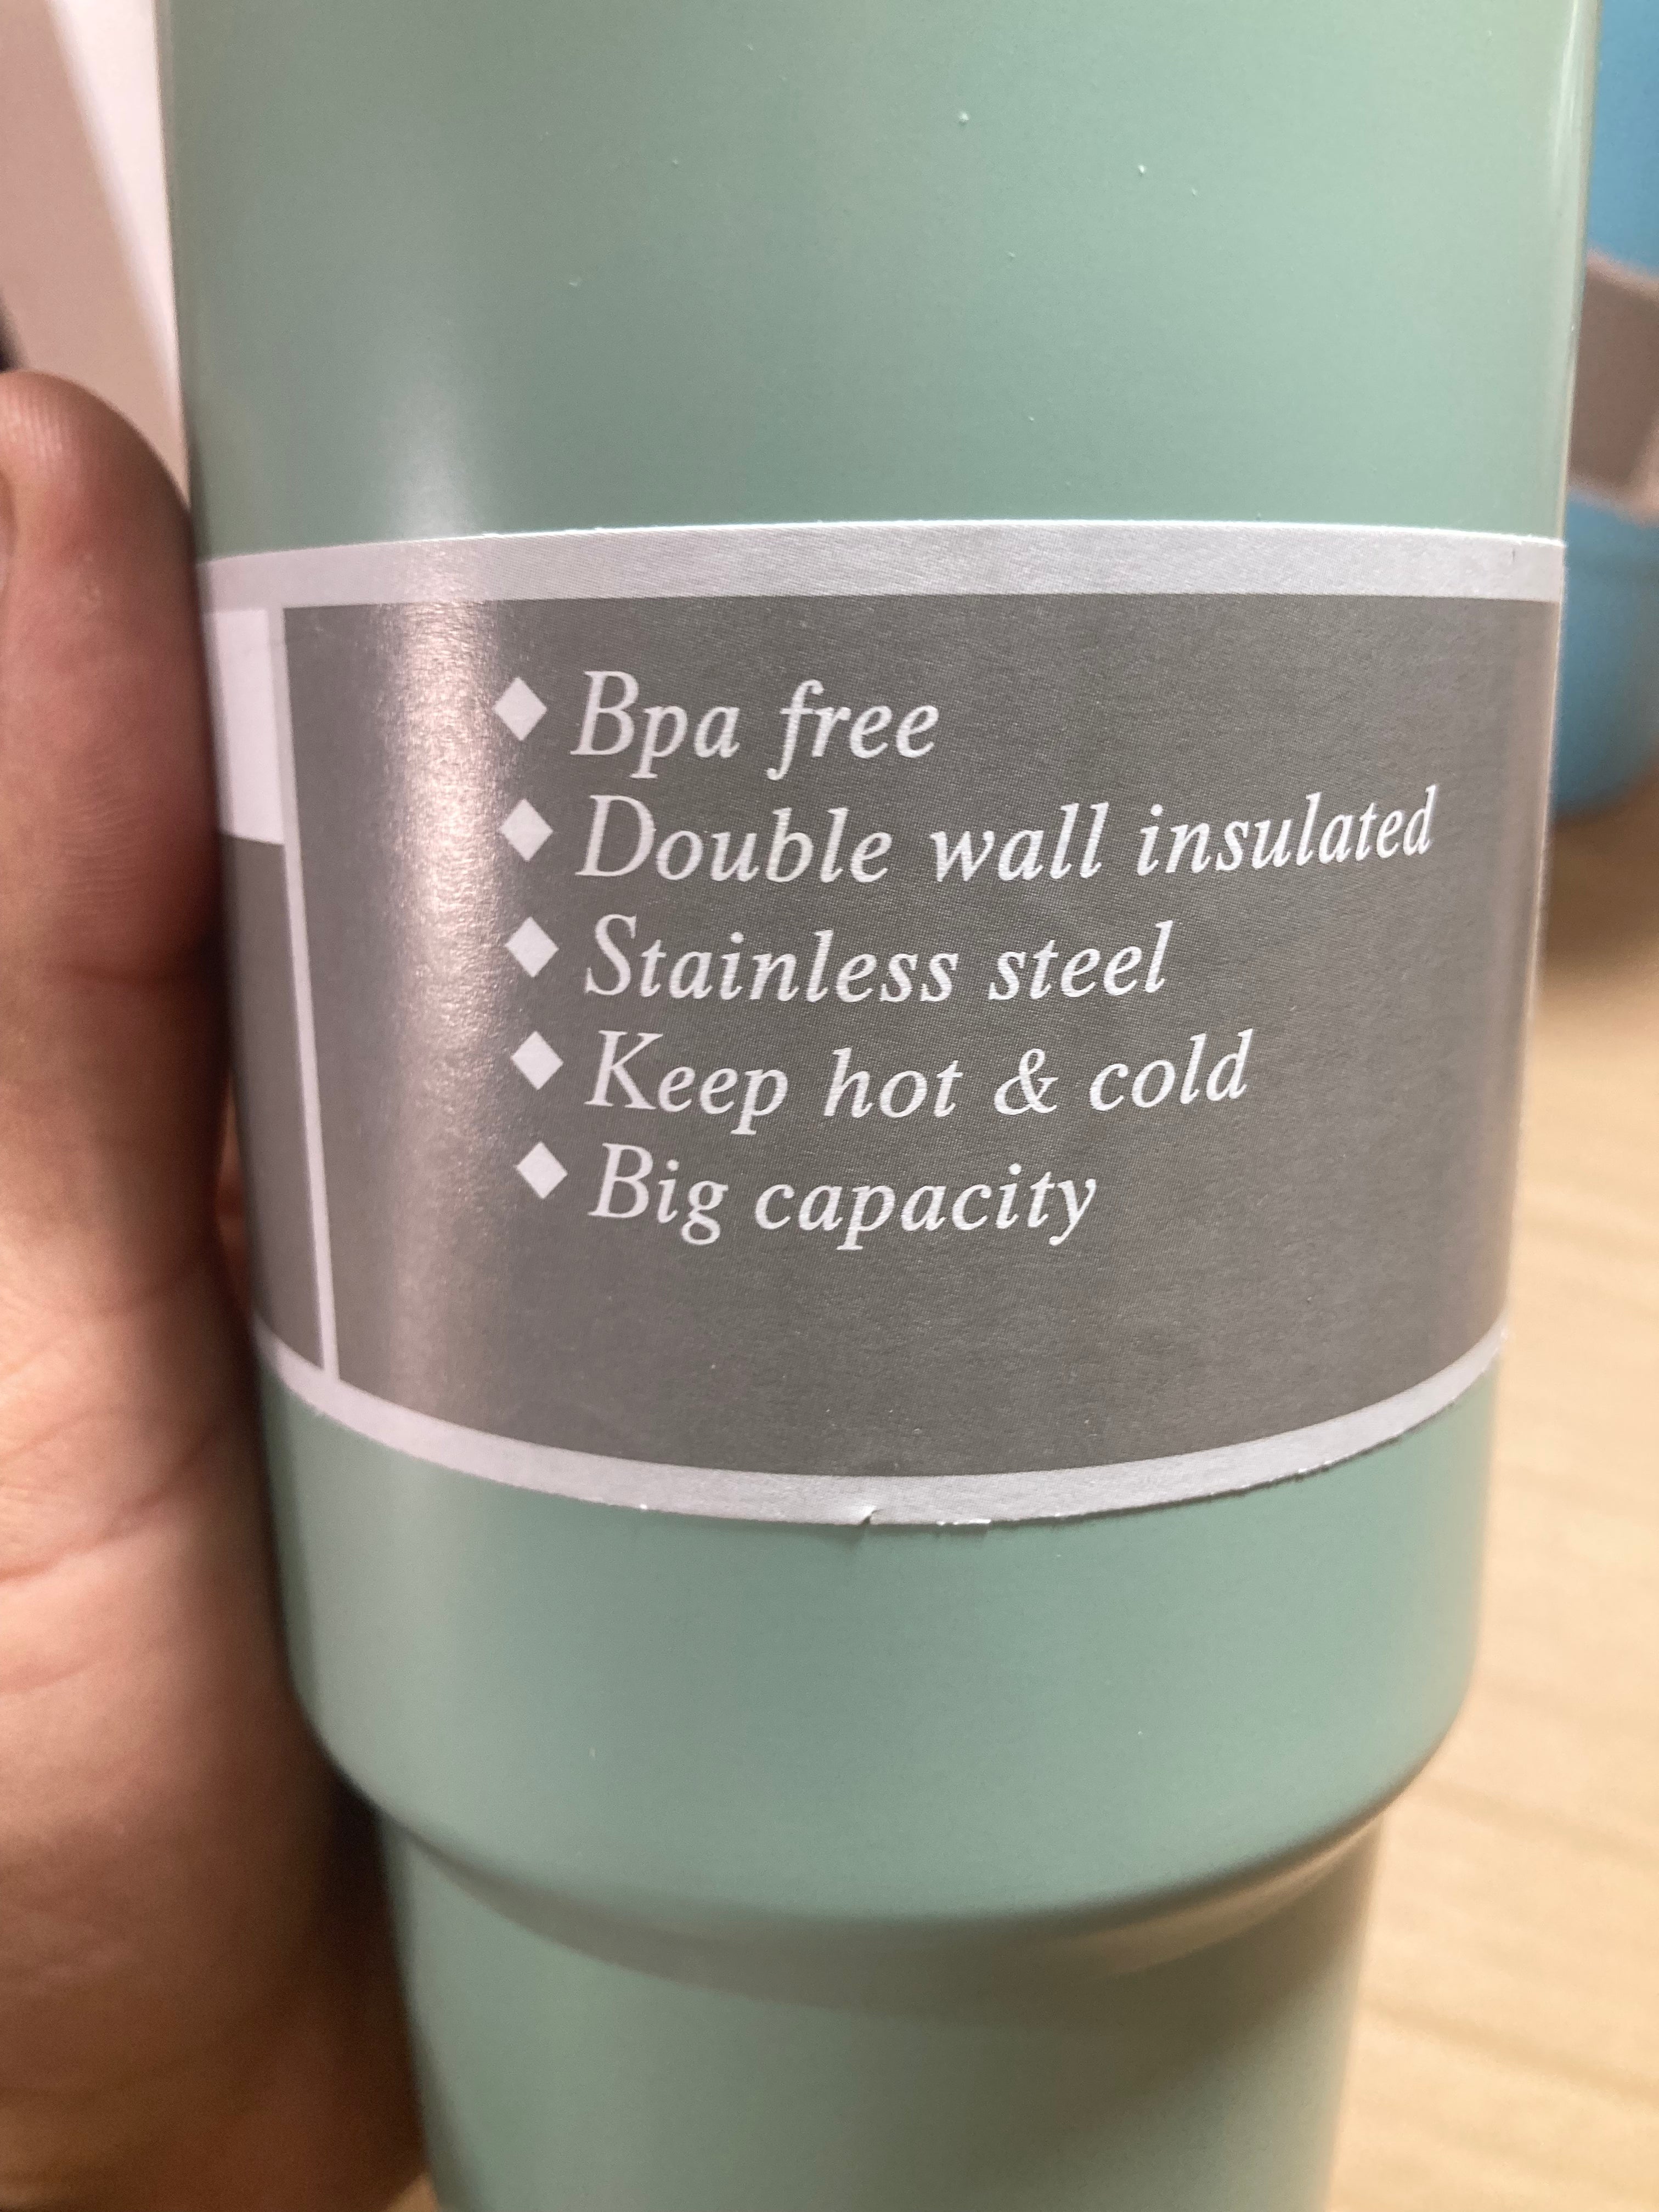 ◆ Bpa free
◆ Double wall insulated
◆ Stainless steel
◆ Keep hot & cold
◆ Big capacity